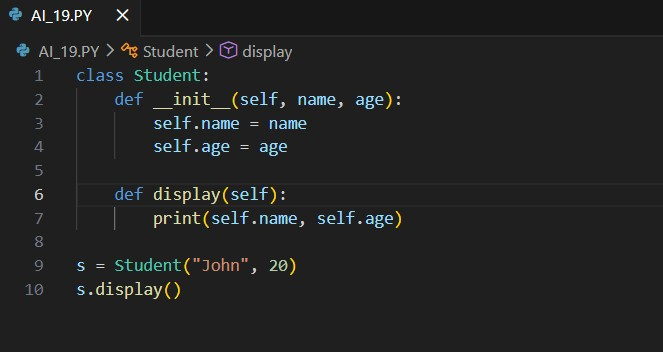 AI_19.PY X
AI_19.PY > Student > display
1 class Student:
2     def __init__(self, name, age):
3         self.name = name
4         self.age = age
5
6     def display(self):
7         print(self.name, self.age)
8
9 s = Student("John", 20)
10 s.display()